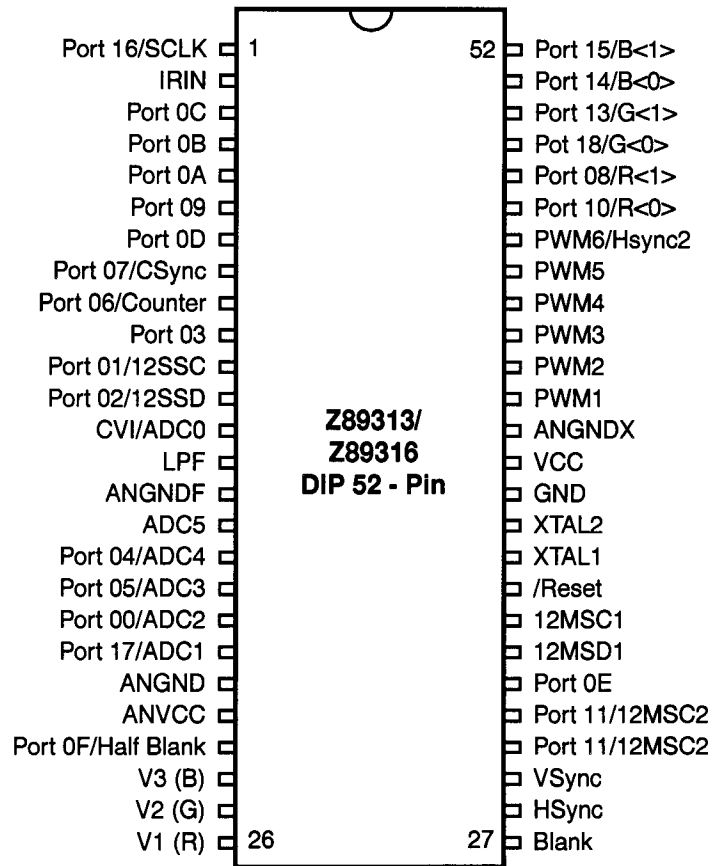 Port 16/SCLK 1 52 Port 15/B<1>
IRIN Port 14/B<0>
Port 0C Port 13/G<1>
Port 0B Pot 18/G<0>
Port 0A Port 08/R<1>
Port 09 Port 10/R<0>
Port 0D PWM6/Hsync2
Port 07/CSync PWM5
Port 06/Counter PWM4
Port 03 PWM3
Port 01/12SSC PWM2
Port 02/12SSD PWM1
CVI/ADC0 Z89313/ ANGNDX
LPF Z89316 VCC
ANGNDF DIP 52 - Pin GND
ADC5 XTAL2
Port 04/ADC4 XTAL1
Port 05/ADC3 /Reset
Port 00/ADC2 12MSC1
Port 17/ADC1 12MSD1
ANGND Port 0E
ANVCC Port 11/12MSC2
Port 0F/Half Blank Port 11/12MSC2
V3 (B) VSync
V2 (G) HSync
V1 (R) 26 27 Blank